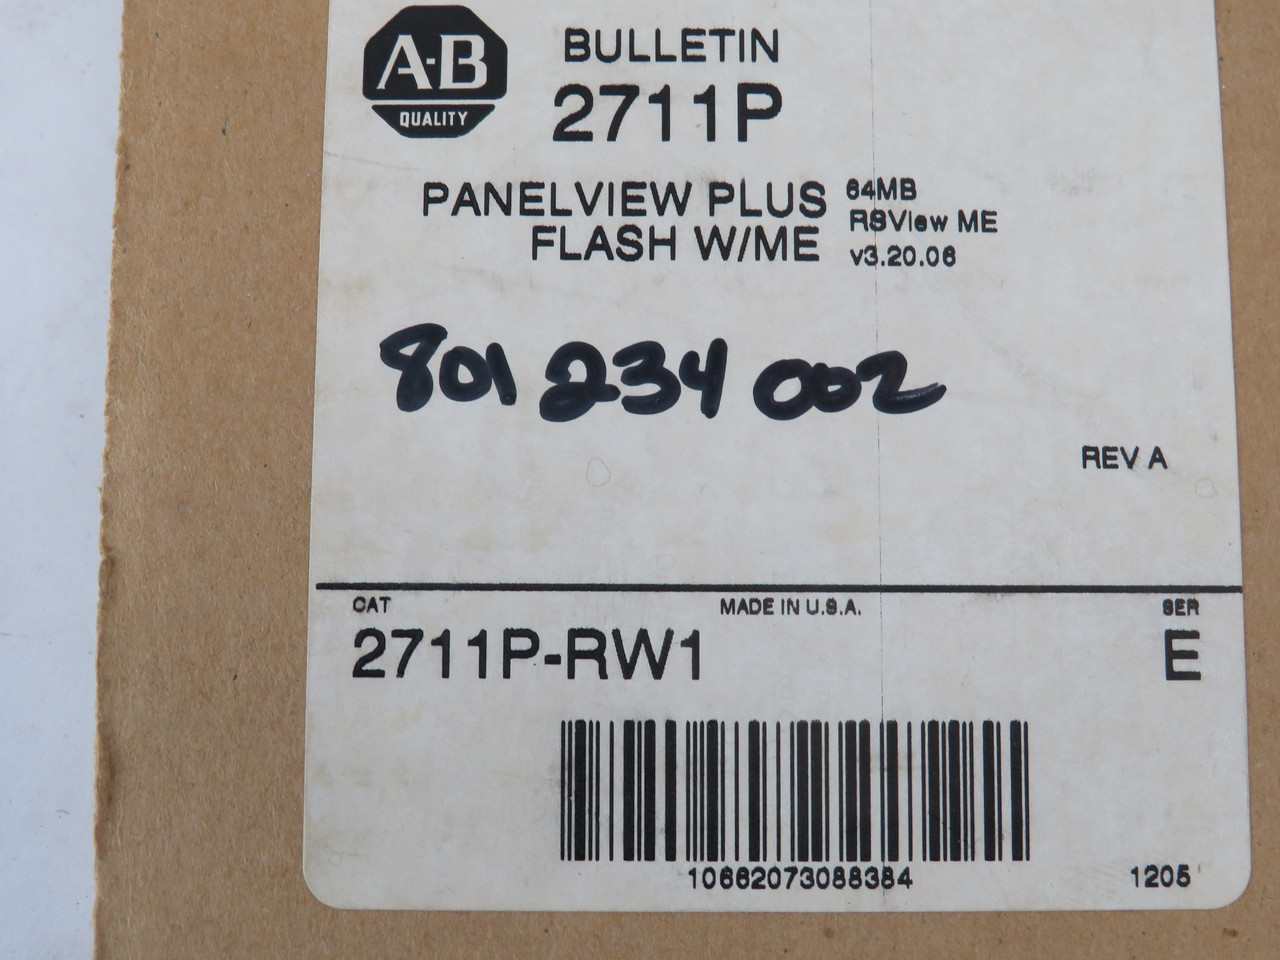 A-B
QUALITY
BULLETIN
2711P
PANELVIEW PLUS
FLASH W/ME
64MB
RSView ME
v3.20.06
801 234 002
REV A
CAT
MADE IN U.S.A.
SER
2711P-RW1
E
10662073088384
1205